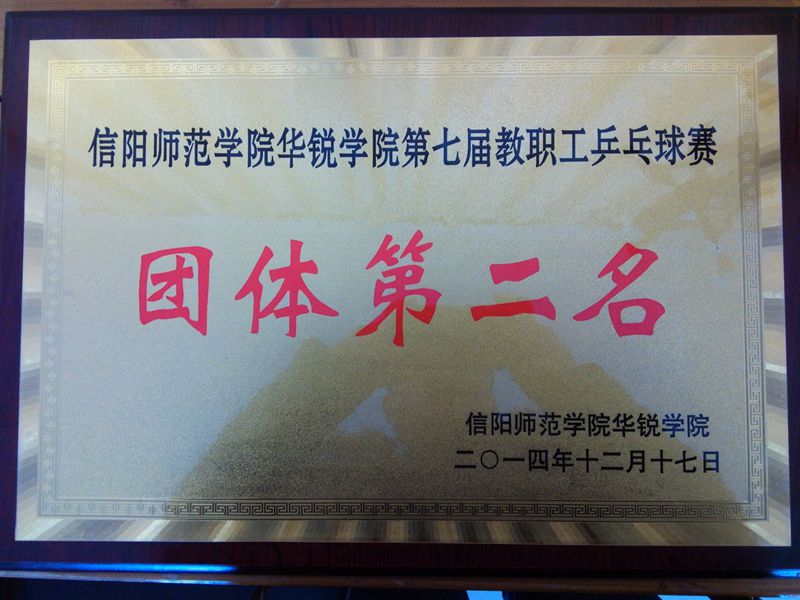 信阳师范学院华锐学院第七届教职工乒乓球赛
团体第二名
信阳师范学院华锐学院
二〇一四年十二月十七日